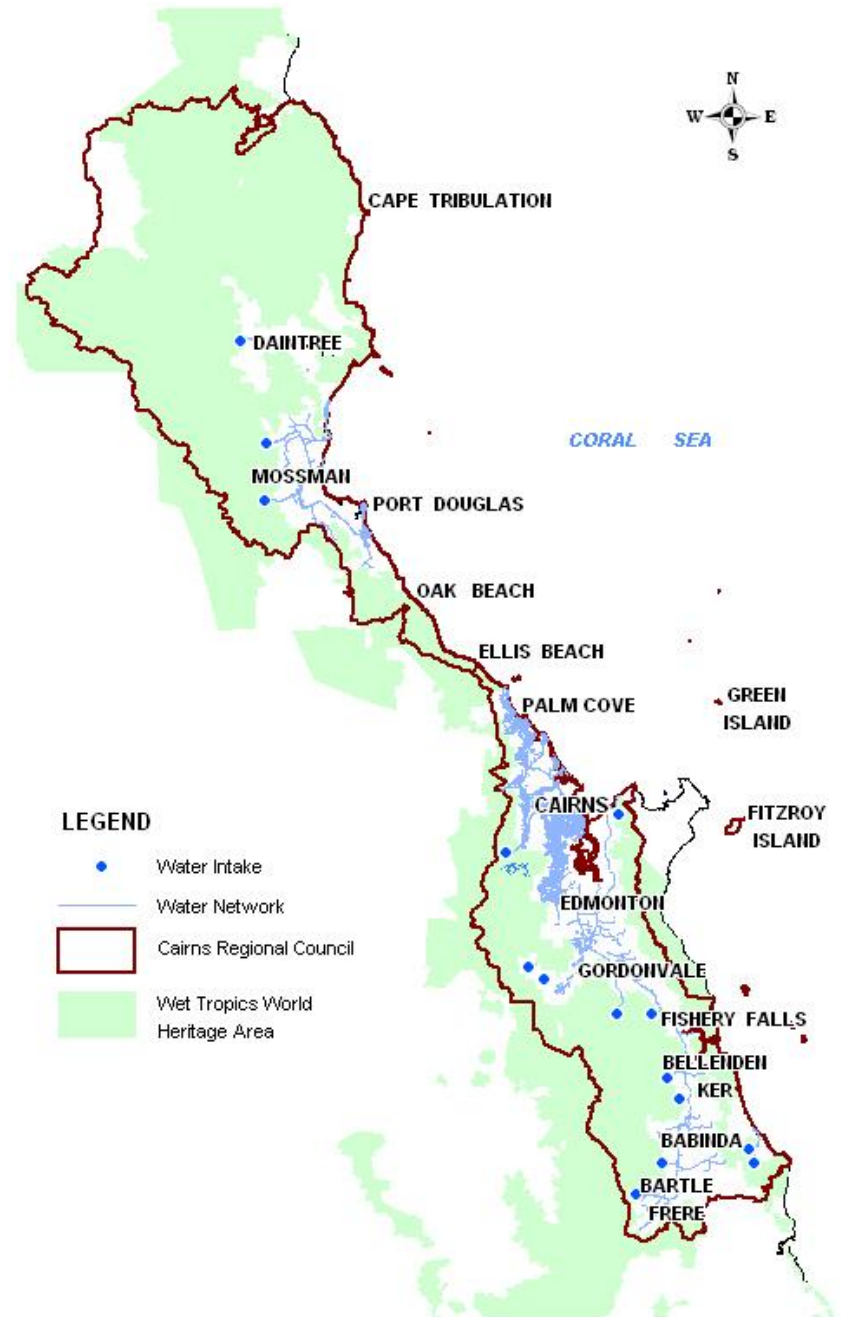 N
W E
S
CAPE TRIBULATION
DAINTREE
CORAL SEA
MOSSMAN
PORT DOUGLAS
OAK BEACH
ELLIS BEACH
PALM COVE
GREEN
ISLAND
CAIRNS
FITZROY
ISLAND
EDMONTON
GORDONVALE
FISHERY FALLS
BELLENDEN
KER
BABINDA
BARTLE
FRERE
LEGEND
Water Intake
Water Network
Cairns Regional Council
Wet Tropics World
Heritage Area